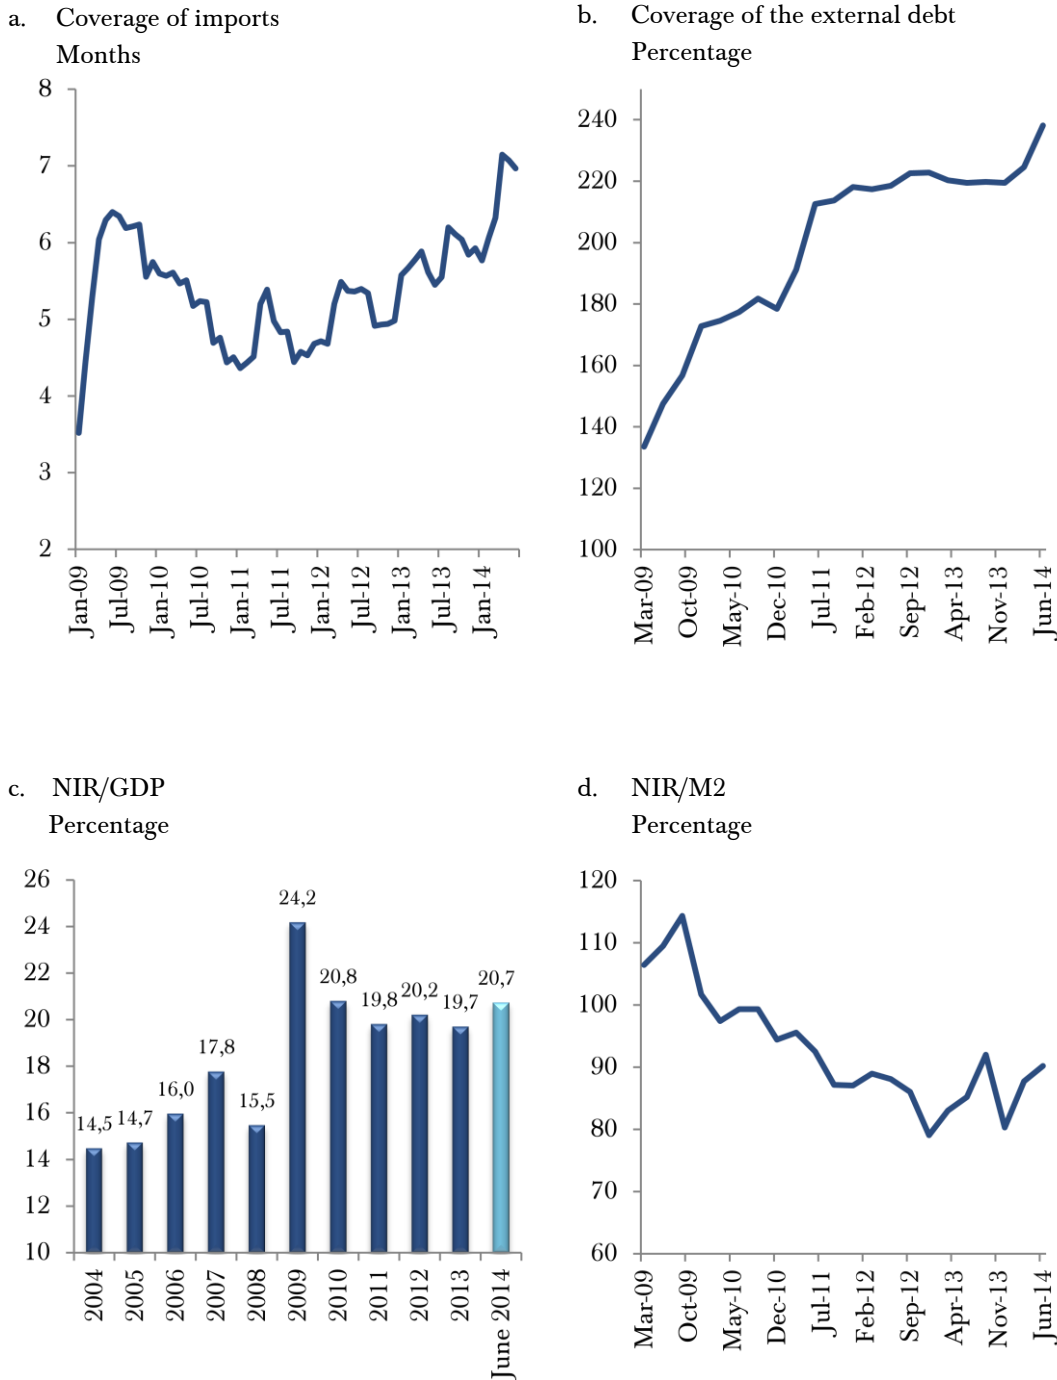 a. Coverage of imports
Months
8
7
6
5
4
3
2
Jan-09
Jul-09
Jan-10
Jul-10
Jan-11
Jul-11
Jan-12
Jul-12
Jan-13
Jul-13
Jan-14
b. Coverage of the external debt
Percentage
240
220
200
180
160
140
120
100
Mar-09
Oct-09
May-10
Dec-10
Jul-11
Feb-12
Sep-12
Apr-13
Nov-13
Jun-14
c. NIR/GDP
Percentage
26
24
22
20
18
16
14
12
10
14,5
14,7
16,0
17,8
15,5
24,2
20,8
19,8
20,2
19,7
20,7
2004
2005
2006
2007
2008
2009
2010
2011
2012
2013
June 2014
d. NIR/M2
Percentage
120
110
100
90
80
70
60
Mar-09
Oct-09
May-10
Dec-10
Jul-11
Feb-12
Sep-12
Apr-13
Nov-13
Jun-14